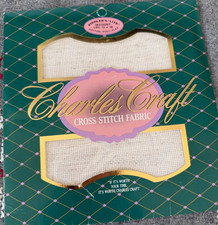 Charles Craft
CROSS STITCH FABRIC
"IF IT'S WORTH
YOUR TIME
IT'S WORTH CHARLES CRAFT"